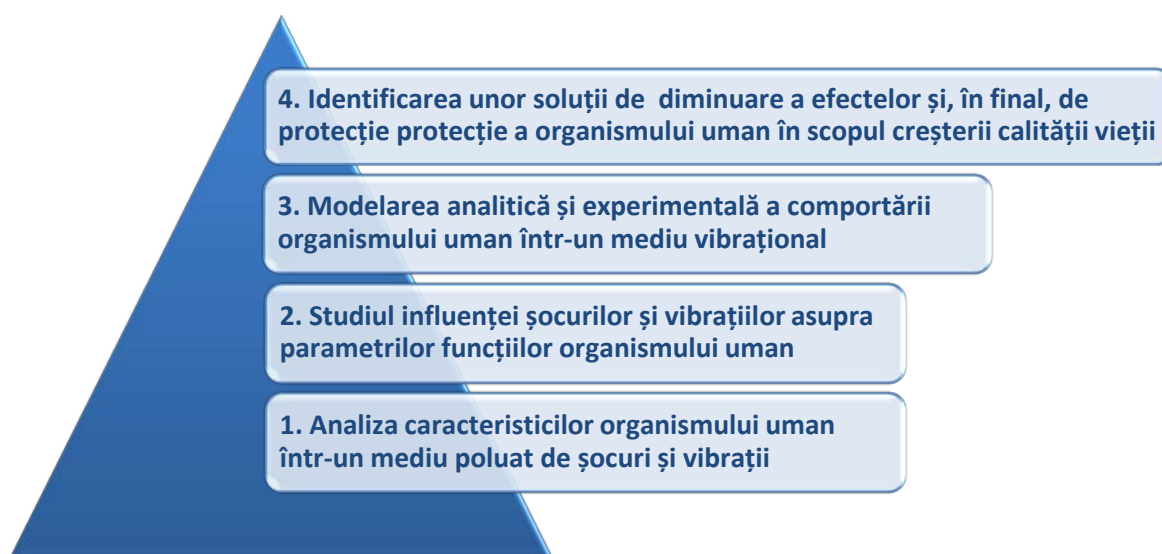 4. Identificarea unor soluții de diminuare a efectelor și, în final, de
protecție protecție a organismului uman în scopul creșterii calității vieții
3. Modelarea analitică și experimentală a comportării
organismului uman într-un mediu vibrațional
2. Studiul influenței șocurilor și vibrațiilor asupra
parametrilor funcțiilor organismului uman
1. Analiza caracteristicilor organismului uman
într-un mediu poluat de șocuri și vibrații